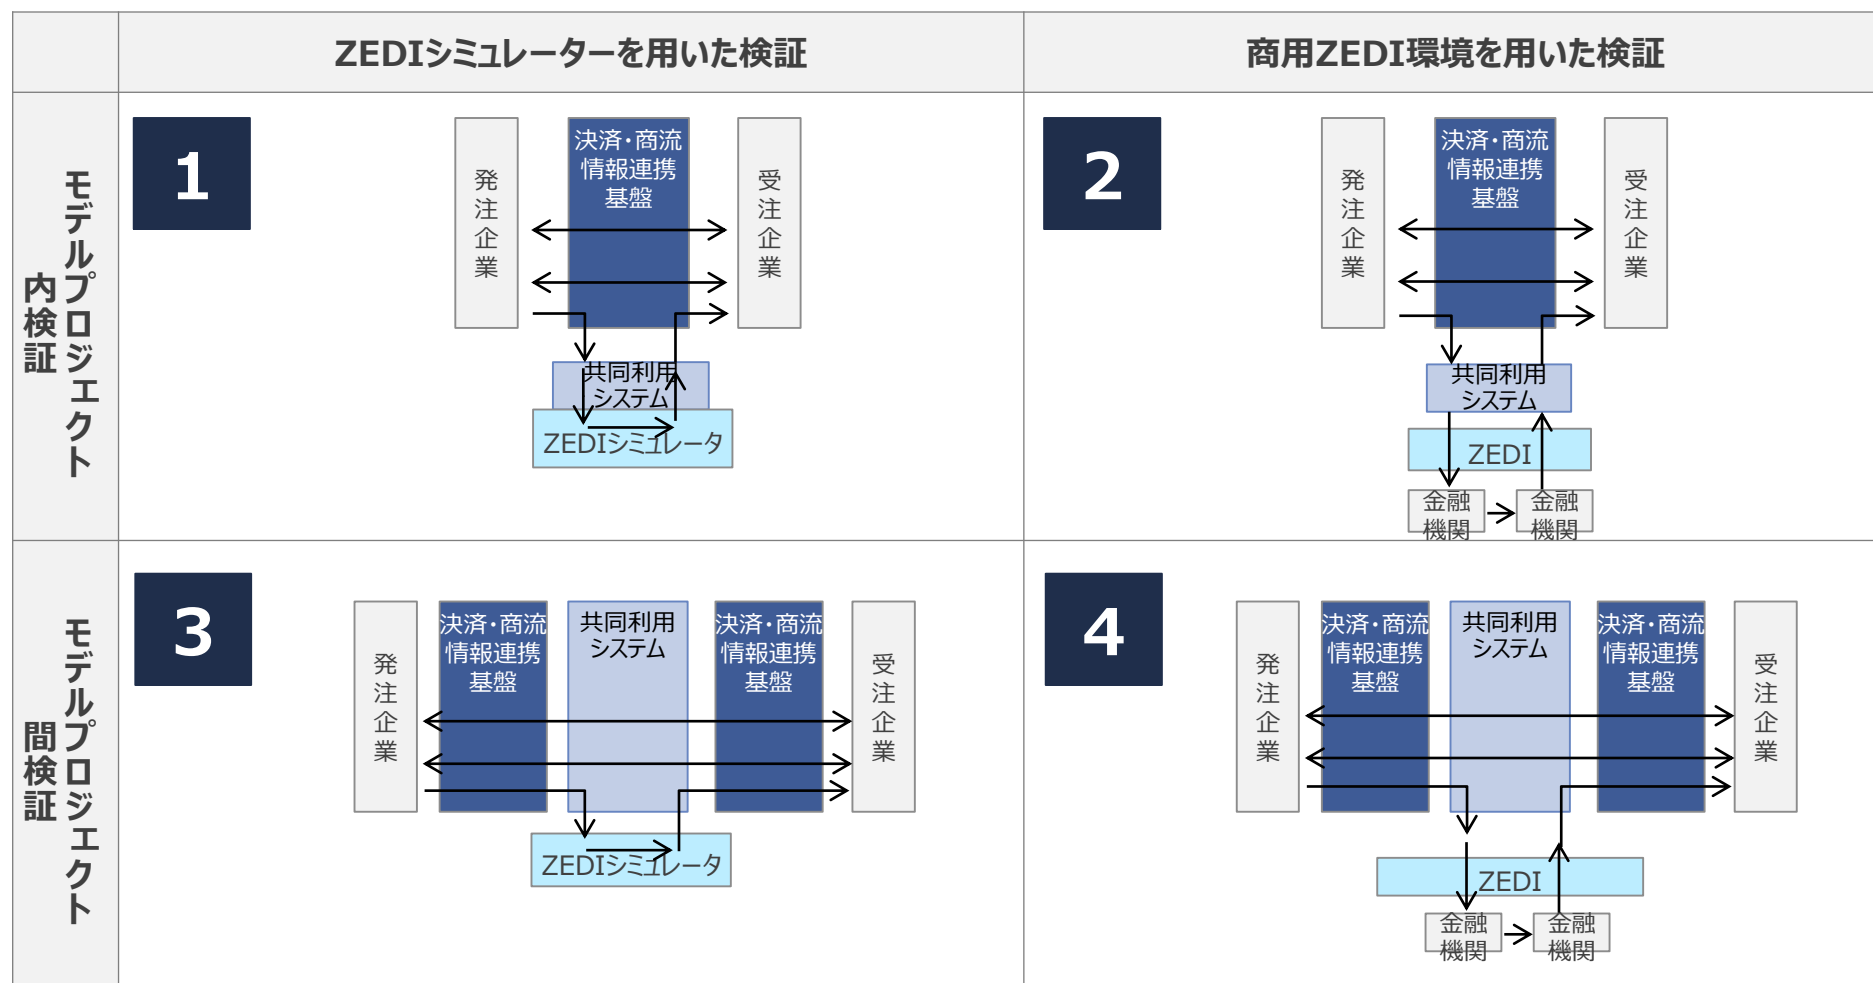 ZEDIシミュレーターを用いた検証
商用ZEDI環境を用いた検証
モデルプロジェクト
内検証
1
発注企業
決済・商流
情報連携
基盤
受注企業
共同利用
システム
ZEDIシミュレータ
2
発注企業
決済・商流
情報連携
基盤
受注企業
共同利用
システム
ZEDI
金融
機関
金融
機関
モデルプロジェクト
間検証
3
発注企業
決済・商流
情報連携
基盤
共同利用
システム
決済・商流
情報連携
基盤
受注企業
ZEDIシミュレータ
4
発注企業
決済・商流
情報連携
基盤
共同利用
システム
決済・商流
情報連携
基盤
受注企業
ZEDI
金融
機関
金融
機関